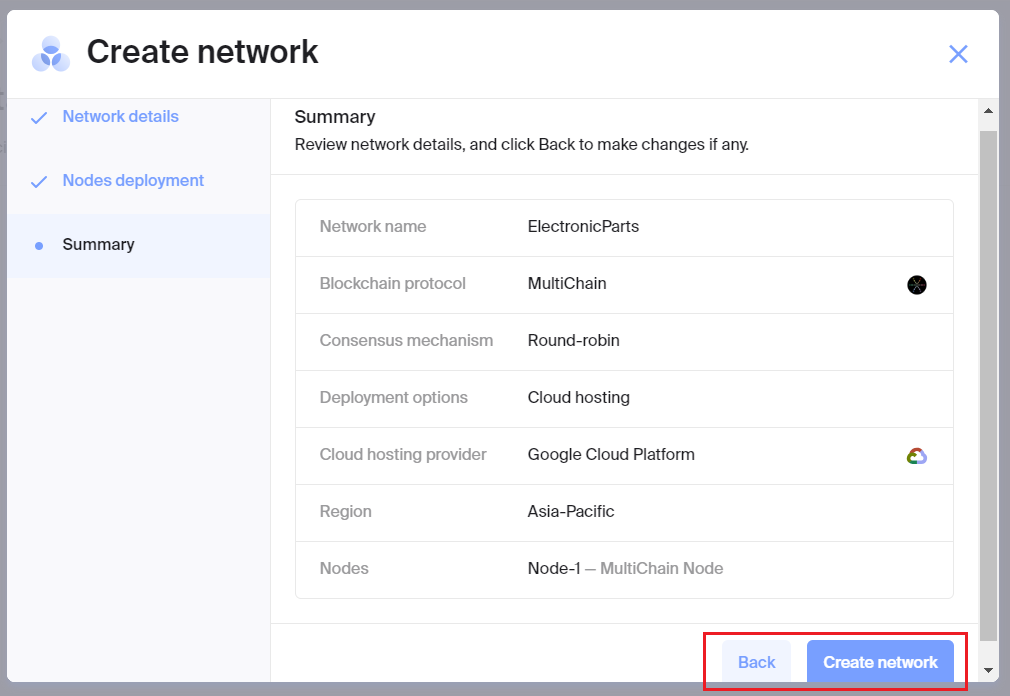 Create network
Network details
Nodes deployment
Summary
Summary
Review network details, and click Back to make changes if any.
Network name ElectronicParts
Blockchain protocol MultiChain
Consensus mechanism Round-robin
Deployment options Cloud hosting
Cloud hosting provider Google Cloud Platform
Region Asia-Pacific
Nodes Node-1 — MultiChain Node
Back Create network